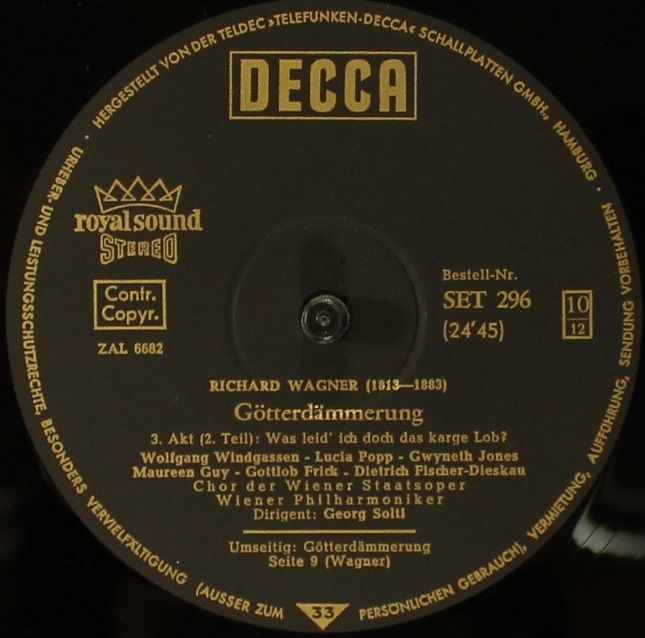 HERGESTELLT VON DER TELDEC »TELEFUNKEN-DECCA« SCHALLPLATTEN GMBH., HAMBURG ·
DECCA
royal sound
STEREO
Contr.
Copyr.
ZAL 6682
Bestell-Nr.
SET 296
(24'45)
10
12
RICHARD WAGNER (1813—1883)
Götterdämmerung
3. Akt (2. Teil): Was leid' ich doch das karge Lob?
Wolfgang Windgassen - Lucia Popp - Gwyneth Jones
Maureen Guy - Gottlob Frick - Dietrich Fischer-Dieskau
Chor der Wiener Staatsoper
Wiener Philharmoniker
Dirigent: Georg Solti
Umseitig: Götterdämmerung
Seite 9 (Wagner)
33
· URHEBER- UND LEISTUNGSSCHUTZRECHTE, BESONDERS VERVIELFÄLTIGUNG (AUSSER ZUM PERSÖNLICHEN GEBRAUCH), VERMIETUNG, AUFFÜHRUNG, SENDUNG VORBEHALTEN